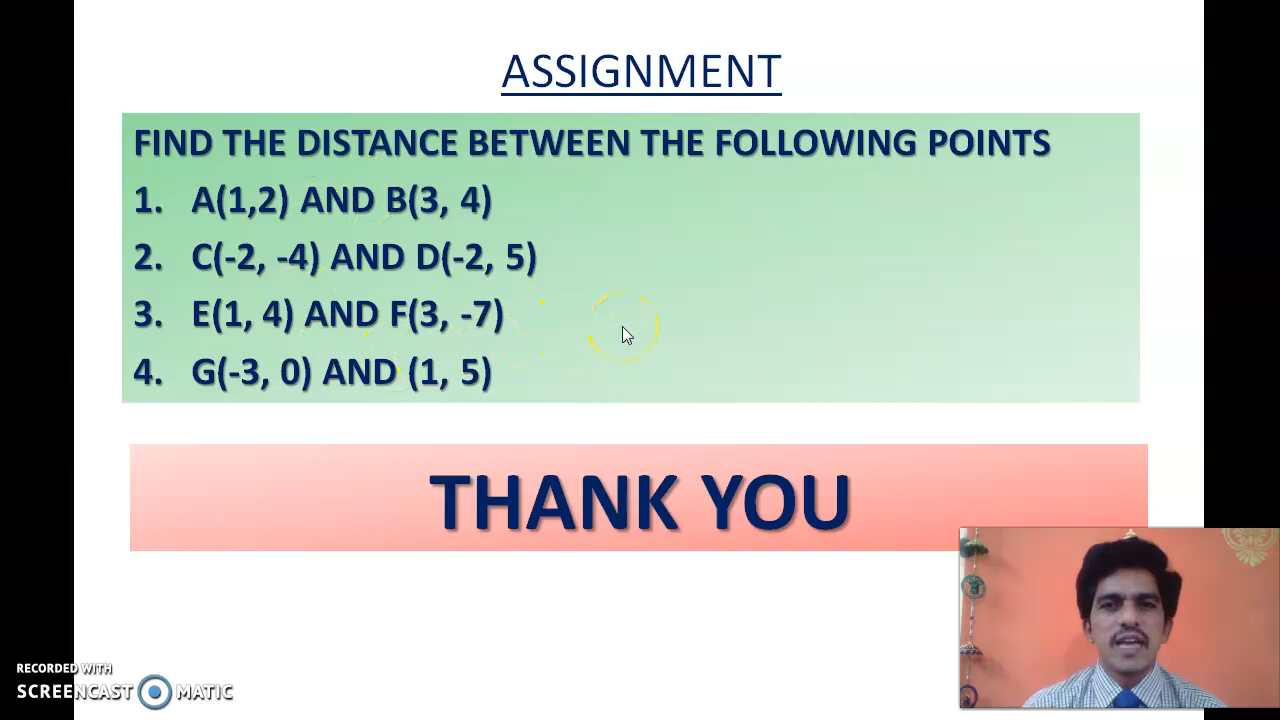 ASSIGNMENT
FIND THE DISTANCE BETWEEN THE FOLLOWING POINTS
1. A(1,2) AND B(3, 4)
2. C(-2, -4) AND D(-2, 5)
3. E(1, 4) AND F(3, -7)
4. G(-3, 0) AND (1, 5)
THANK YOU
RECORDED WITH
SCREENCAST MATIC